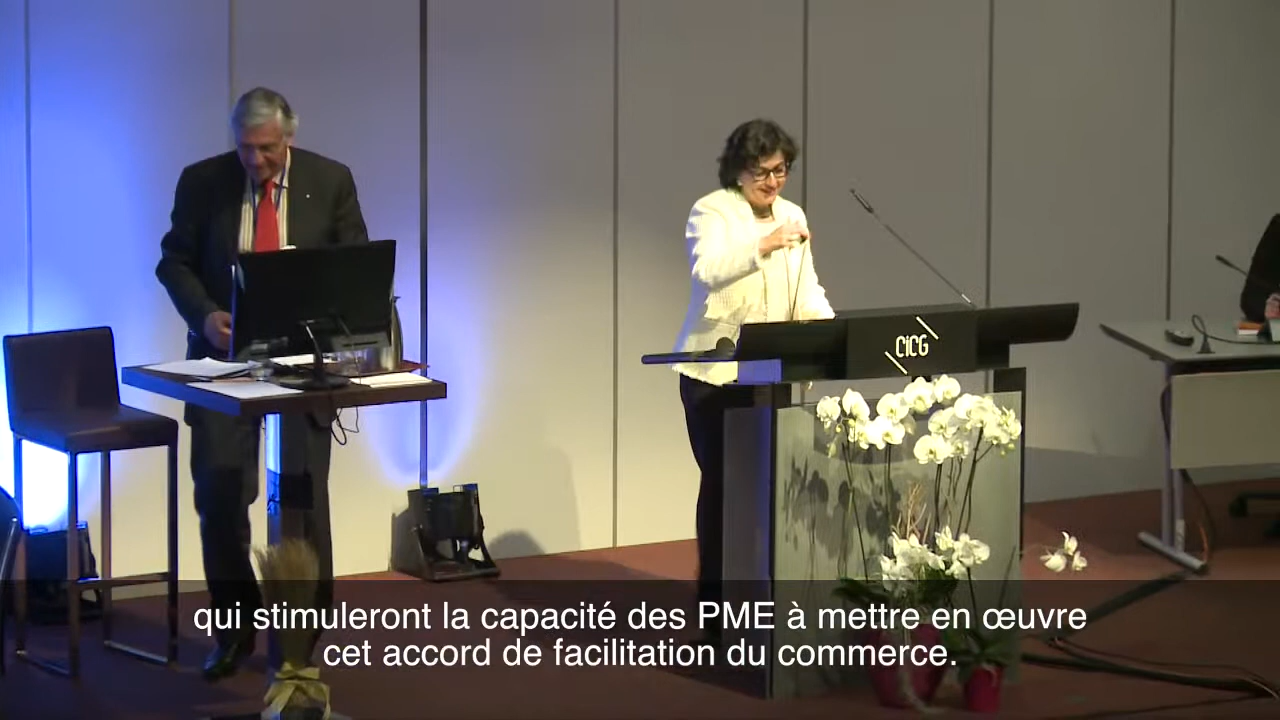 CiCG
qui stimuleront la capacité des PME à mettre en œuvre
cet accord de facilitation du commerce.